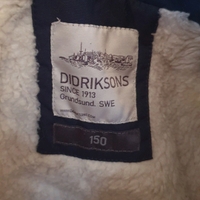 DIDRIKSONS
SINCE 1913
Grundsund. SWE
150